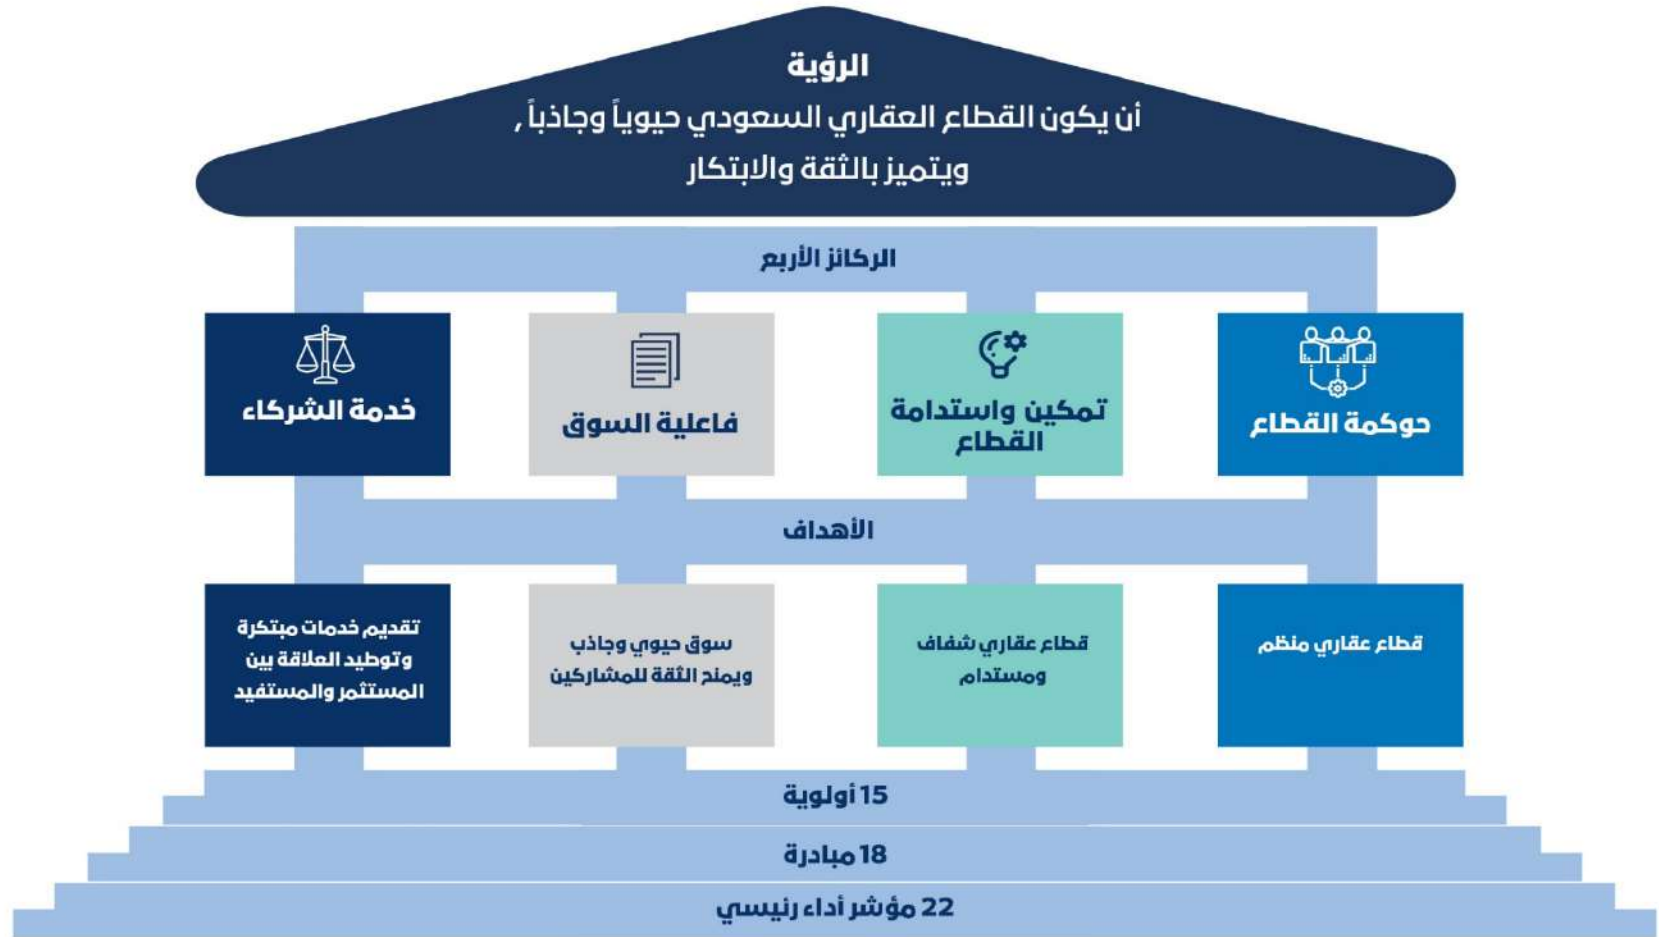 الرؤية
أن يكون القطاع العقاري السعودي حيوياً وجاذباً ,
ويتميز بالثقة والابتكار
الركائز الأربع
حوكمة القطاع
تمكين واستدامة
القطاع
فاعلية السوق
خدمة الشركاء
الأهداف
قطاع عقاري منظم
قطاع عقاري شفاف
ومستدام
سوق حيوي وجاذب
ويمنح الثقة للمشاركين
تقديم خدمات مبتكرة
وتوطيد العلاقة بين
المستثمر والمستفيد
15 أولوية
18 مبادرة
22 مؤشر أداء رئيسي